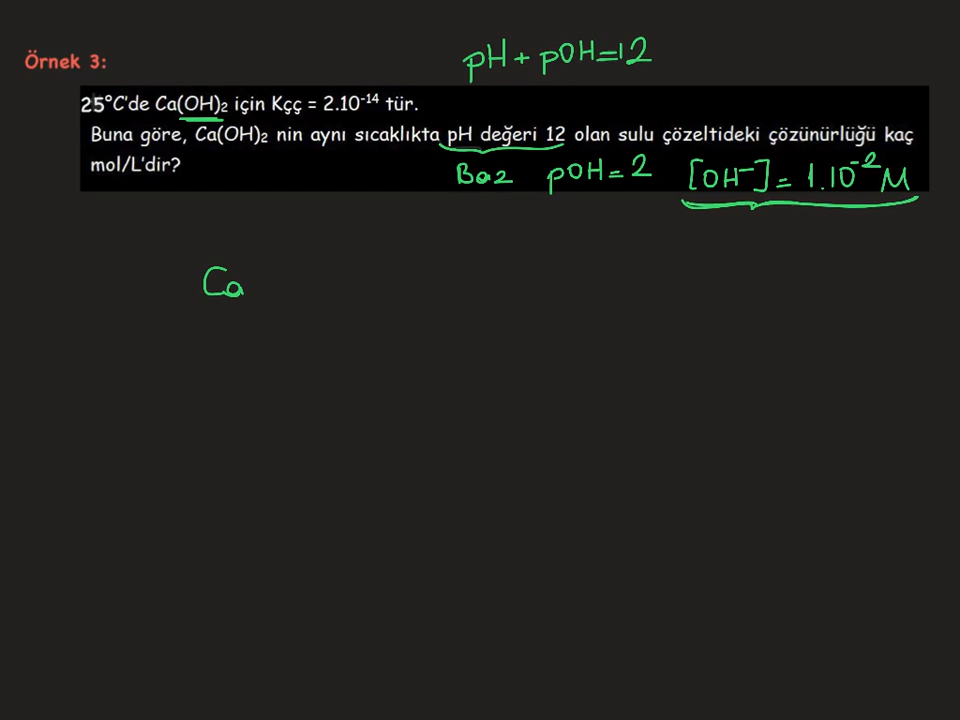 pH + pOH = 12
Örnek 3:
25°C'de Ca(OH)₂ için Kçç = 2.10⁻¹⁴ tür.
Buna göre, Ca(OH)₂ nin aynı sıcaklıkta pH değeri 12 olan sulu çözeltideki çözünürlüğü kaç
mol/L'dir?
Baz pOH = 2 [OH⁻] = 1.10⁻² M
Ca